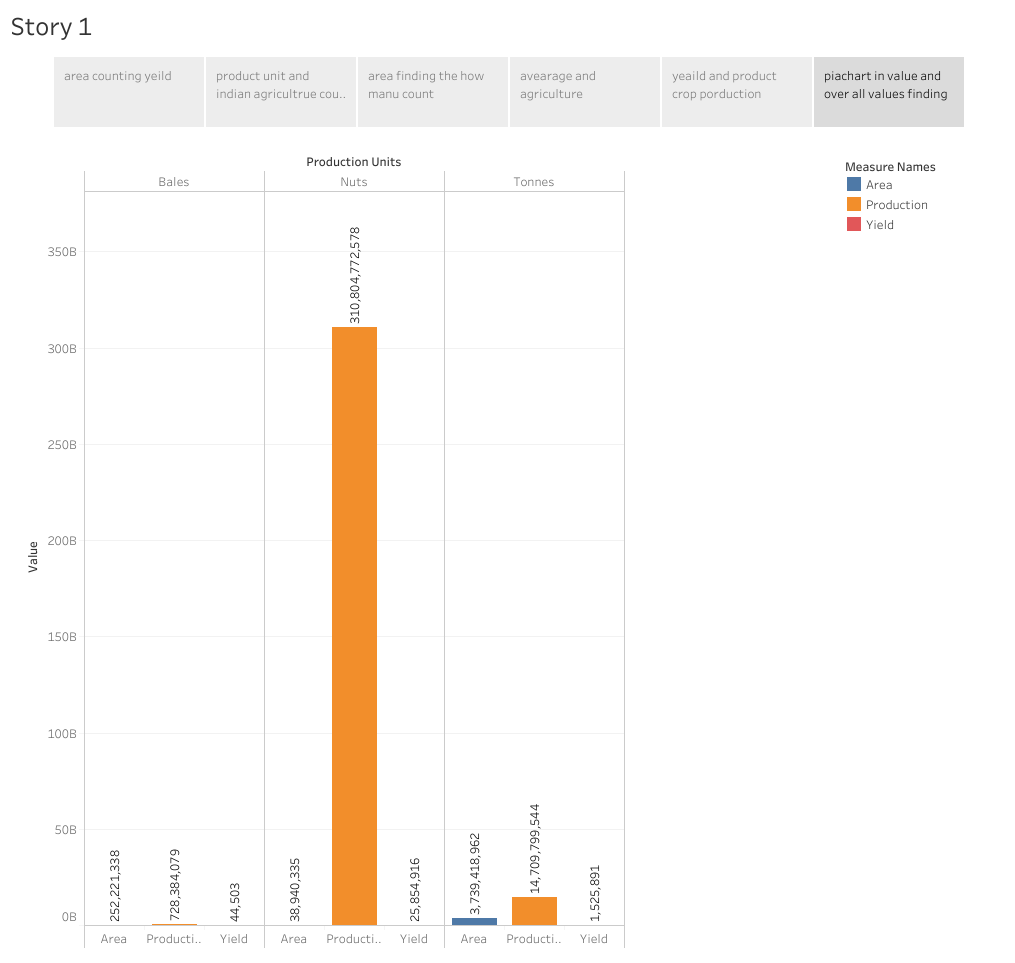 Story 1
area counting yeild
product unit and
indian agricultrue cou..
area finding the how
manu count
avearage and
agriculture
yeaild and product
crop porduction
piachart in value and
over all values finding
Production Units
Bales
Nuts
Tonnes
Measure Names
Area
Production
Yield
Value
350B
300B
250B
200B
150B
100B
50B
0B
252,221,338
728,384,079
44,503
38,940,335
310,804,772,578
25,854,916
3,739,418,962
14,709,799,544
1,525,891
Area
Producti..
Yield
Area
Producti..
Yield
Area
Producti..
Yield